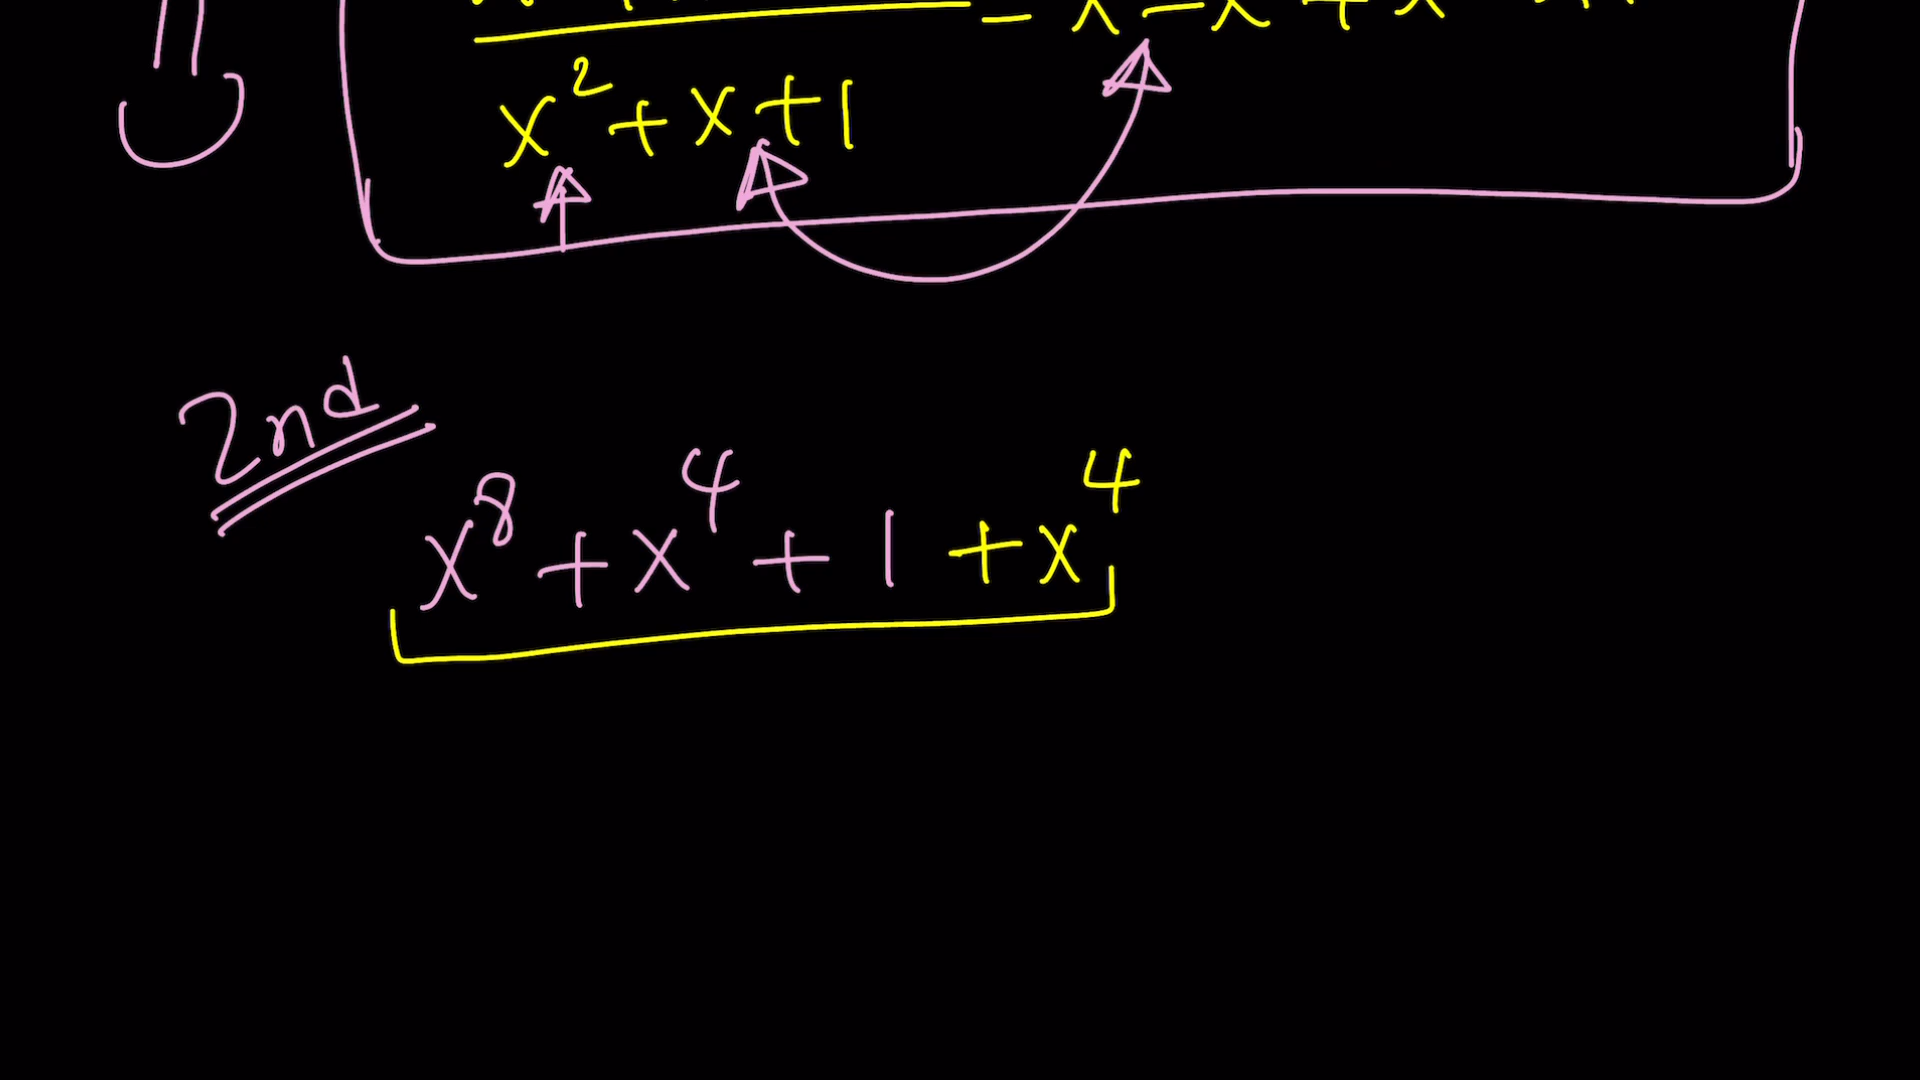 x² + x + 1
2nd
x⁸ + x⁴ + 1 + x⁴